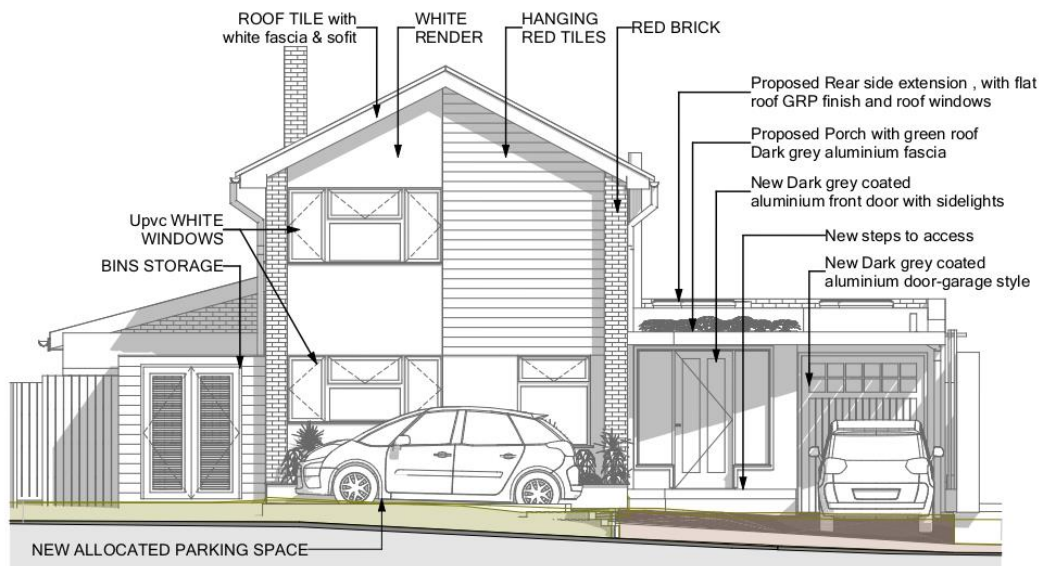 ROOF TILE with
white fascia & sofit
WHITE
RENDER
HANGING
RED TILES
RED BRICK
Proposed Rear side extension , with flat
roof GRP finish and roof windows
Proposed Porch with green roof
Dark grey aluminium fascia
New Dark grey coated
aluminium front door with sidelights
New steps to access
New Dark grey coated
aluminium door-garage style
Upvc WHITE
WINDOWS
BINS STORAGE
NEW ALLOCATED PARKING SPACE